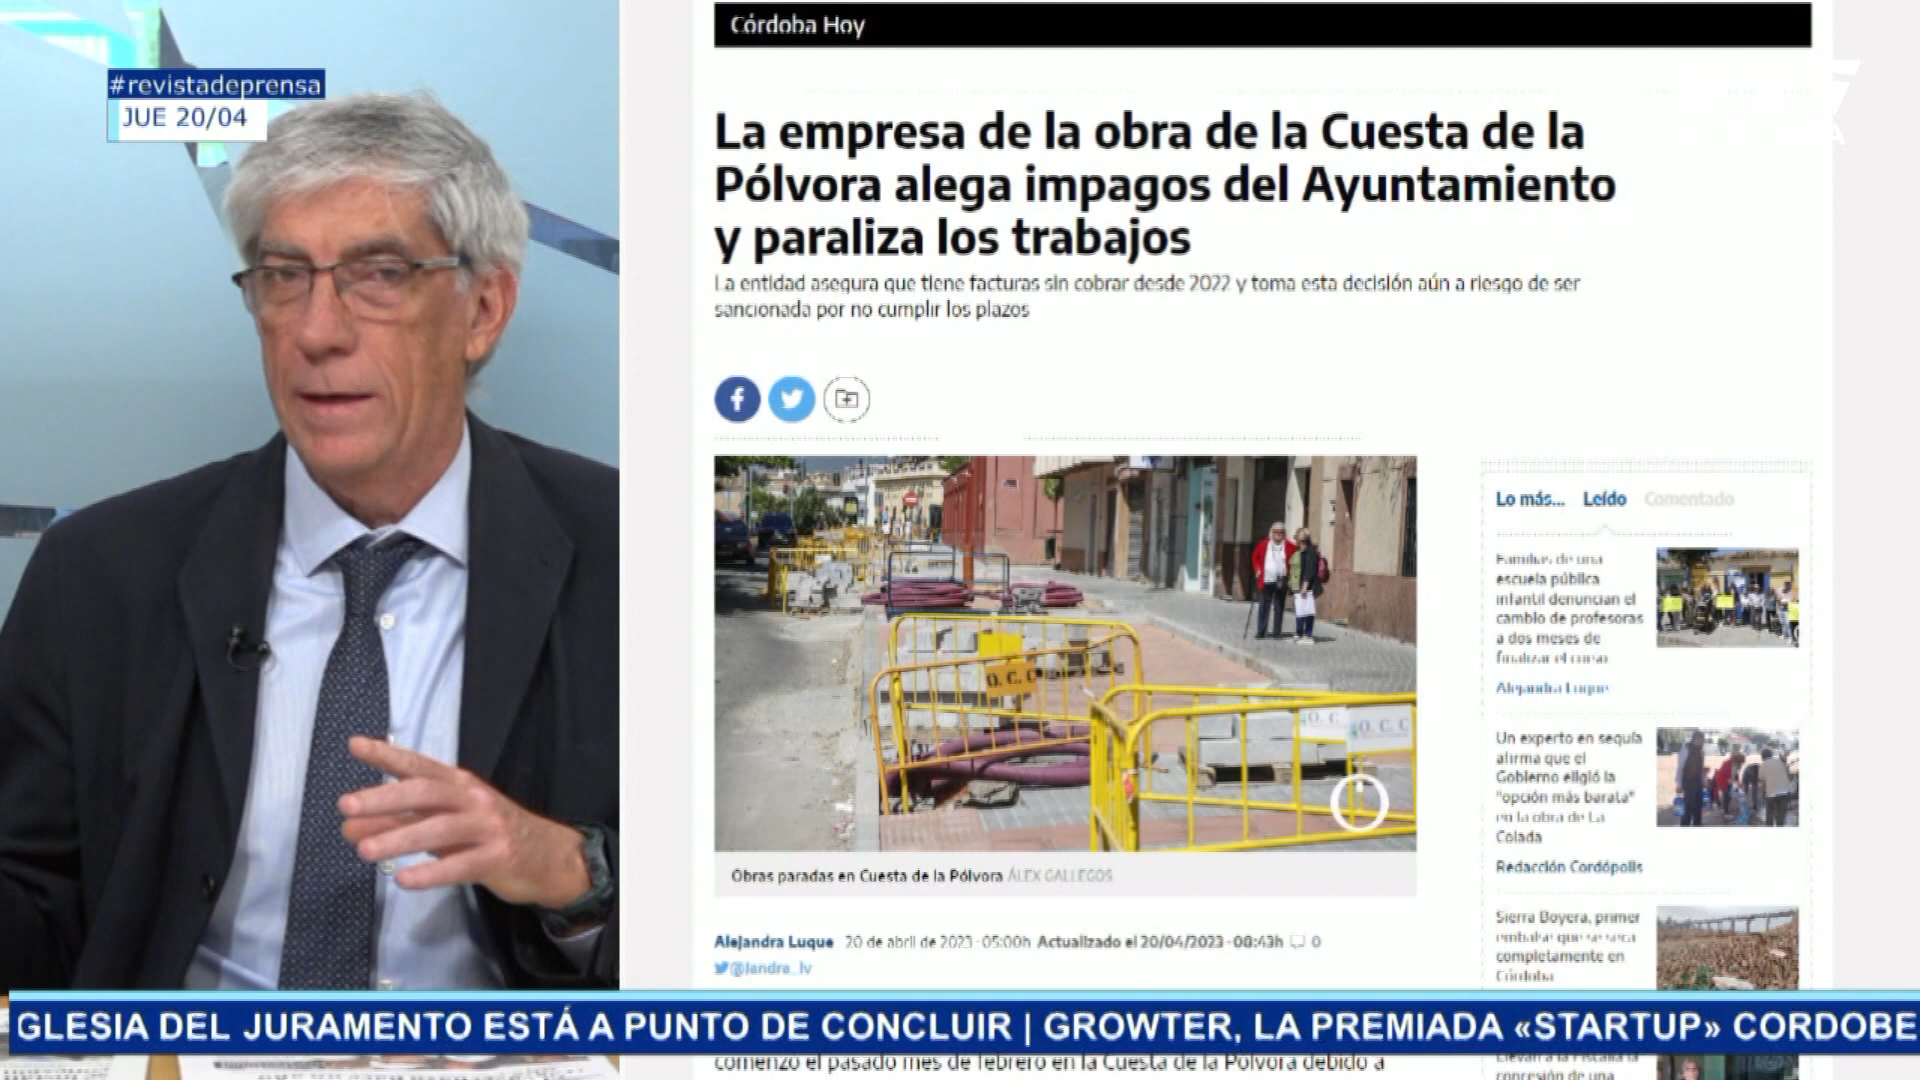 #revistadeprensa
JUE 20/04
Córdoba Hoy
La empresa de la obra de la Cuesta de la
Pólvora alega impagos del Ayuntamiento
y paraliza los trabajos
La entidad asegura que tiene facturas sin cobrar desde 2022 y toma esta decisión aún a riesgo de ser
sancionada por no cumplir los plazos
O. C. C
O. C.
O. C. C
Obras paradas en Cuesta de la Pólvora ÁLEX GALLEGOS
Alejandra Luque 20 de abril de 2023 - 05:00h Actualizado el 20/04/2023 - 08:43h 0
@landra_lv
Lo más... Leído Comentado
Familias de una
escuela pública
infantil denuncian el
cambio de profesoras
a dos meses de
finalizar el curso
Alejandra Luque
Un experto en sequía
afirma que el
Gobierno eligió la
"opción más barata"
en la obra de La
Colada
Redacción Cordópolis
Sierra Boyera, primer
embalse que se seca
completamente en
Córdoba
GLESIA DEL JURAMENTO ESTÁ A PUNTO DE CONCLUIR | GROWTER, LA PREMIADA «STARTUP» CORDOBE
comenzó el pasado mes de febrero en la Cuesta de la Pólvora debido a
Llevan a la Fiscalía la
concesión de una